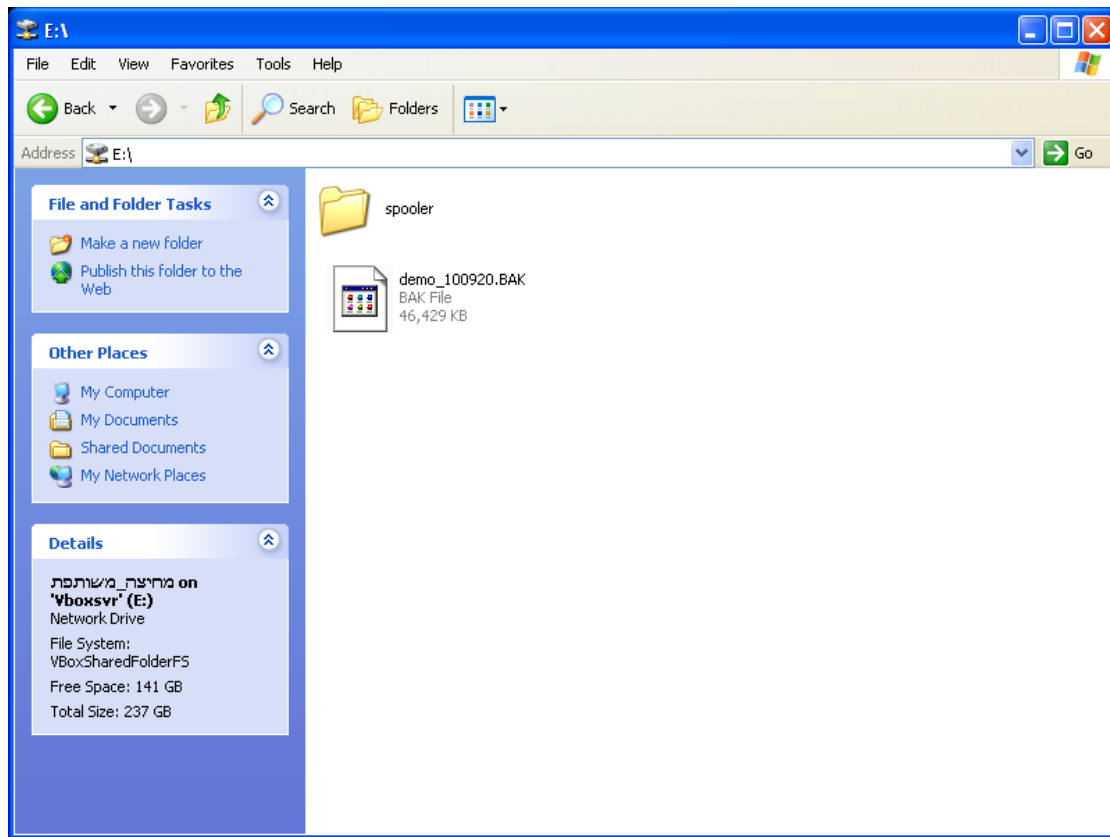 E:\
File Edit View Favorites Tools Help
Back Search Folders
Address E:\ Go
File and Folder Tasks
Make a new folder
Publish this folder to the
Web
Other Places
My Computer
My Documents
Shared Documents
My Network Places
Details
מחיצה_משותפת on
'Vboxsvr' (E:)
Network Drive
File System:
VBoxSharedFolderFS
Free Space: 141 GB
Total Size: 237 GB
spooler
demo_100920.BAK
BAK File
46,429 KB